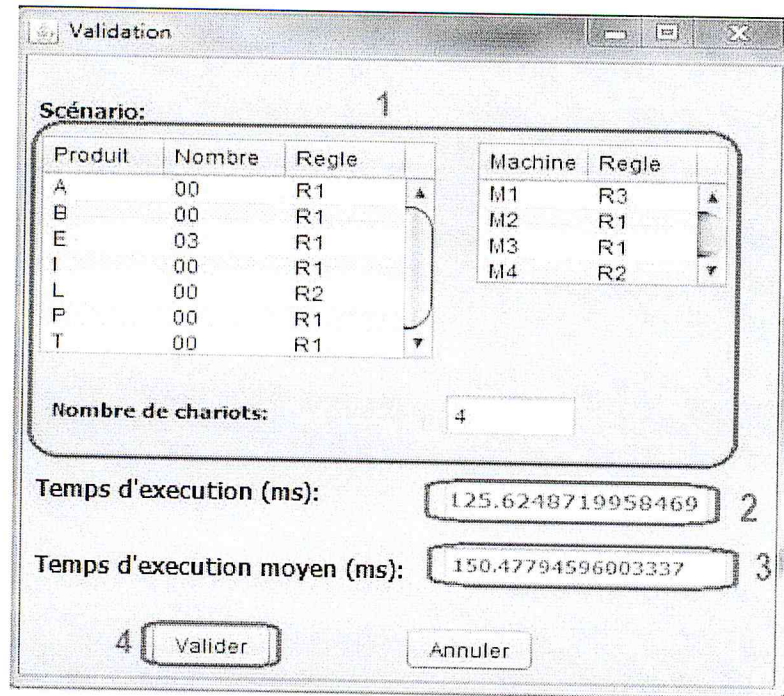 Validation
Scénario:
1
Produit Nombre Regle
A 00 R1
B 00 R1
E 03 R1
I 00 R1
L 00 R2
P 00 R1
T 00 R1
Machine Regle
M1 R3
M2 R1
M3 R1
M4 R2
Nombre de chariots: 4
Temps d'execution (ms): 125.6248719958469 2
Temps d'execution moyen (ms): 150.47794596003337 3
4 Valider Annuler